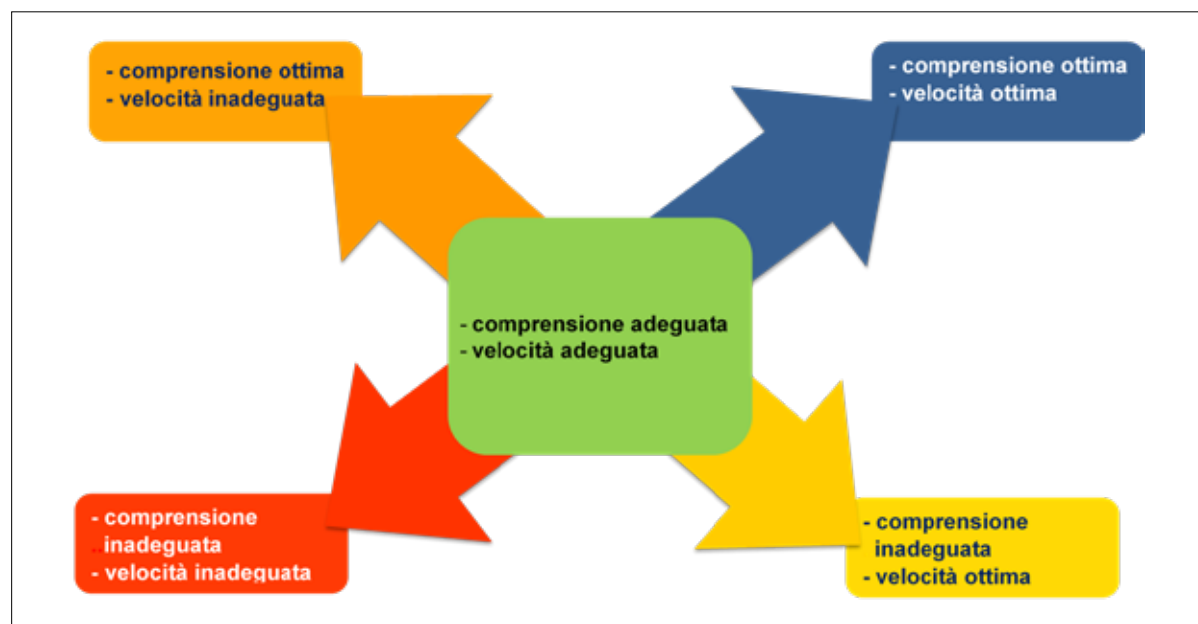 - comprensione ottima
- velocità inadeguata
- comprensione ottima
- velocità ottima
- comprensione adeguata
- velocità adeguata
- comprensione
..inadeguata
- velocità inadeguata
- comprensione
inadeguata
- velocità ottima